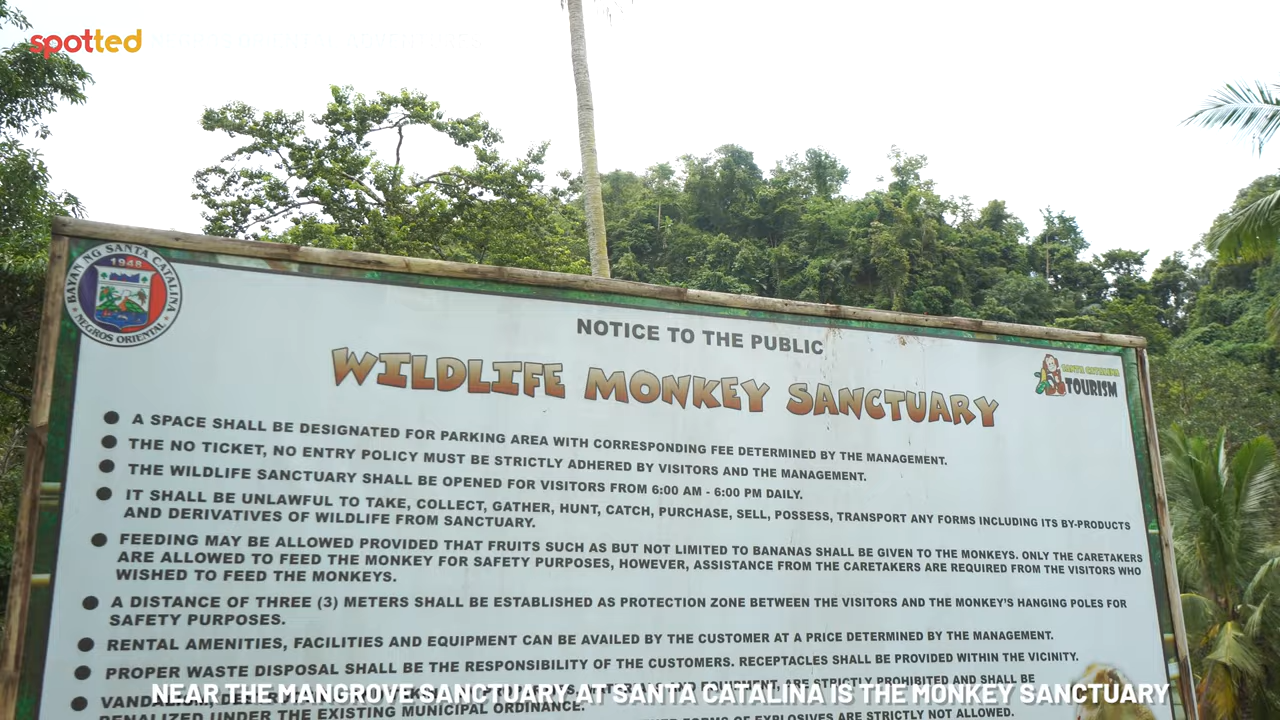 spotted
BAYAN NG SANTA CATALINA
1948
NEGROS ORIENTAL
NOTICE TO THE PUBLIC
WILDLIFE MONKEY SANCTUARY
SANTA CATALINA
TOURISM
● A SPACE SHALL BE DESIGNATED FOR PARKING AREA WITH CORRESPONDING FEE DETERMINED BY THE MANAGEMENT.
● THE NO TICKET, NO ENTRY POLICY MUST BE STRICTLY ADHERED BY VISITORS AND THE MANAGEMENT.
● THE WILDLIFE SANCTUARY SHALL BE OPENED FOR VISITORS FROM 6:00 AM - 6:00 PM DAILY.
● IT SHALL BE UNLAWFUL TO TAKE, COLLECT, GATHER, HUNT, CATCH, PURCHASE, SELL, POSSESS, TRANSPORT ANY FORMS INCLUDING ITS BY-PRODUCTS
AND DERIVATIVES OF WILDLIFE FROM SANCTUARY.
● FEEDING MAY BE ALLOWED PROVIDED THAT FRUITS SUCH AS BUT NOT LIMITED TO BANANAS SHALL BE GIVEN TO THE MONKEYS. ONLY THE CARETAKERS
ARE ALLOWED TO FEED THE MONKEY FOR SAFETY PURPOSES, HOWEVER, ASSISTANCE FROM THE CARETAKERS ARE REQUIRED FROM THE VISITORS WHO
WISHED TO FEED THE MONKEYS.
● A DISTANCE OF THREE (3) METERS SHALL BE ESTABLISHED AS PROTECTION ZONE BETWEEN THE VISITORS AND THE MONKEY'S HANGING POLES FOR
SAFETY PURPOSES.
● RENTAL AMENITIES, FACILITIES AND EQUIPMENT CAN BE AVAILED BY THE CUSTOMER AT A PRICE DETERMINED BY THE MANAGEMENT.
● PROPER WASTE DISPOSAL SHALL BE THE RESPONSIBILITY OF THE CUSTOMERS. RECEPTACLES SHALL BE PROVIDED WITHIN THE VICINITY.
● EQUIPMENT, ARE STRICTLY PROHIBITED AND SHALL BE
PENALIZED UNDER THE EXISTING MUNICIPAL ORDINANCE.
FORMS OF EXPLOSIVES ARE STRICTLY NOT ALLOWED.
NEAR THE MANGROVE SANCTUARY AT SANTA CATALINA IS THE MONKEY SANCTUARY